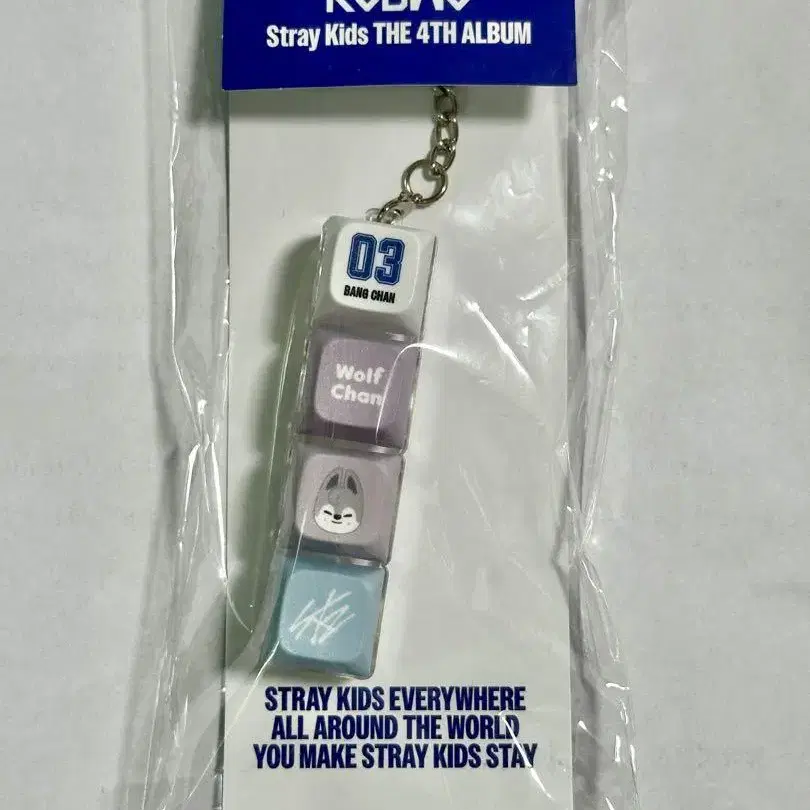 Stray Kids THE 4TH ALBUM
03
BANG CHAN
Wolf
Chan
STRAY KIDS EVERYWHERE
ALL AROUND THE WORLD
YOU MAKE STRAY KIDS STAY